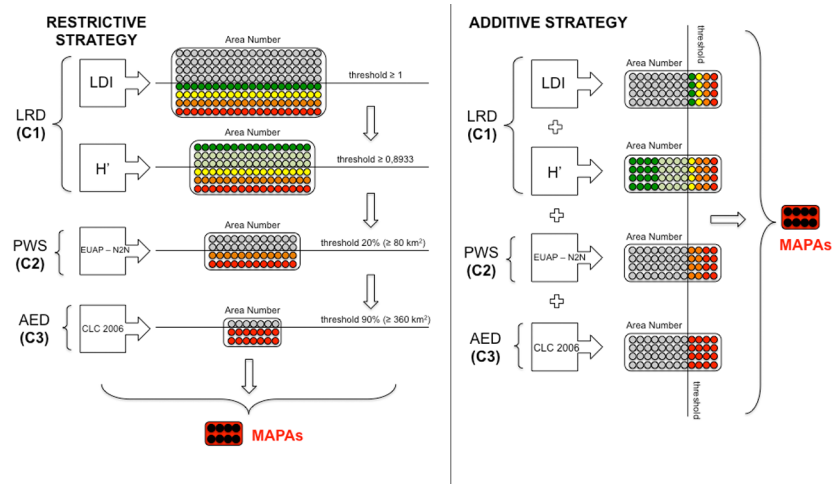 RESTRICTIVE
STRATEGY
Area Number
LDI
threshold ≥ 1
LRD
(C1)
Area Number
H'
threshold ≥ 0,8933
PWS
(C2)
EUAP – N2N
Area Number
threshold 20% (≥ 80 km²)
AED
(C3)
CLC 2006
Area Number
threshold 90% (≥ 360 km²)
MAPAs
ADDITIVE STRATEGY
threshold
Area Number
LDI
LRD
(C1)
Area Number
H'
Area Number
PWS
(C2)
EUAP – N2N
Area Number
AED
(C3)
CLC 2006
threshold
MAPAs